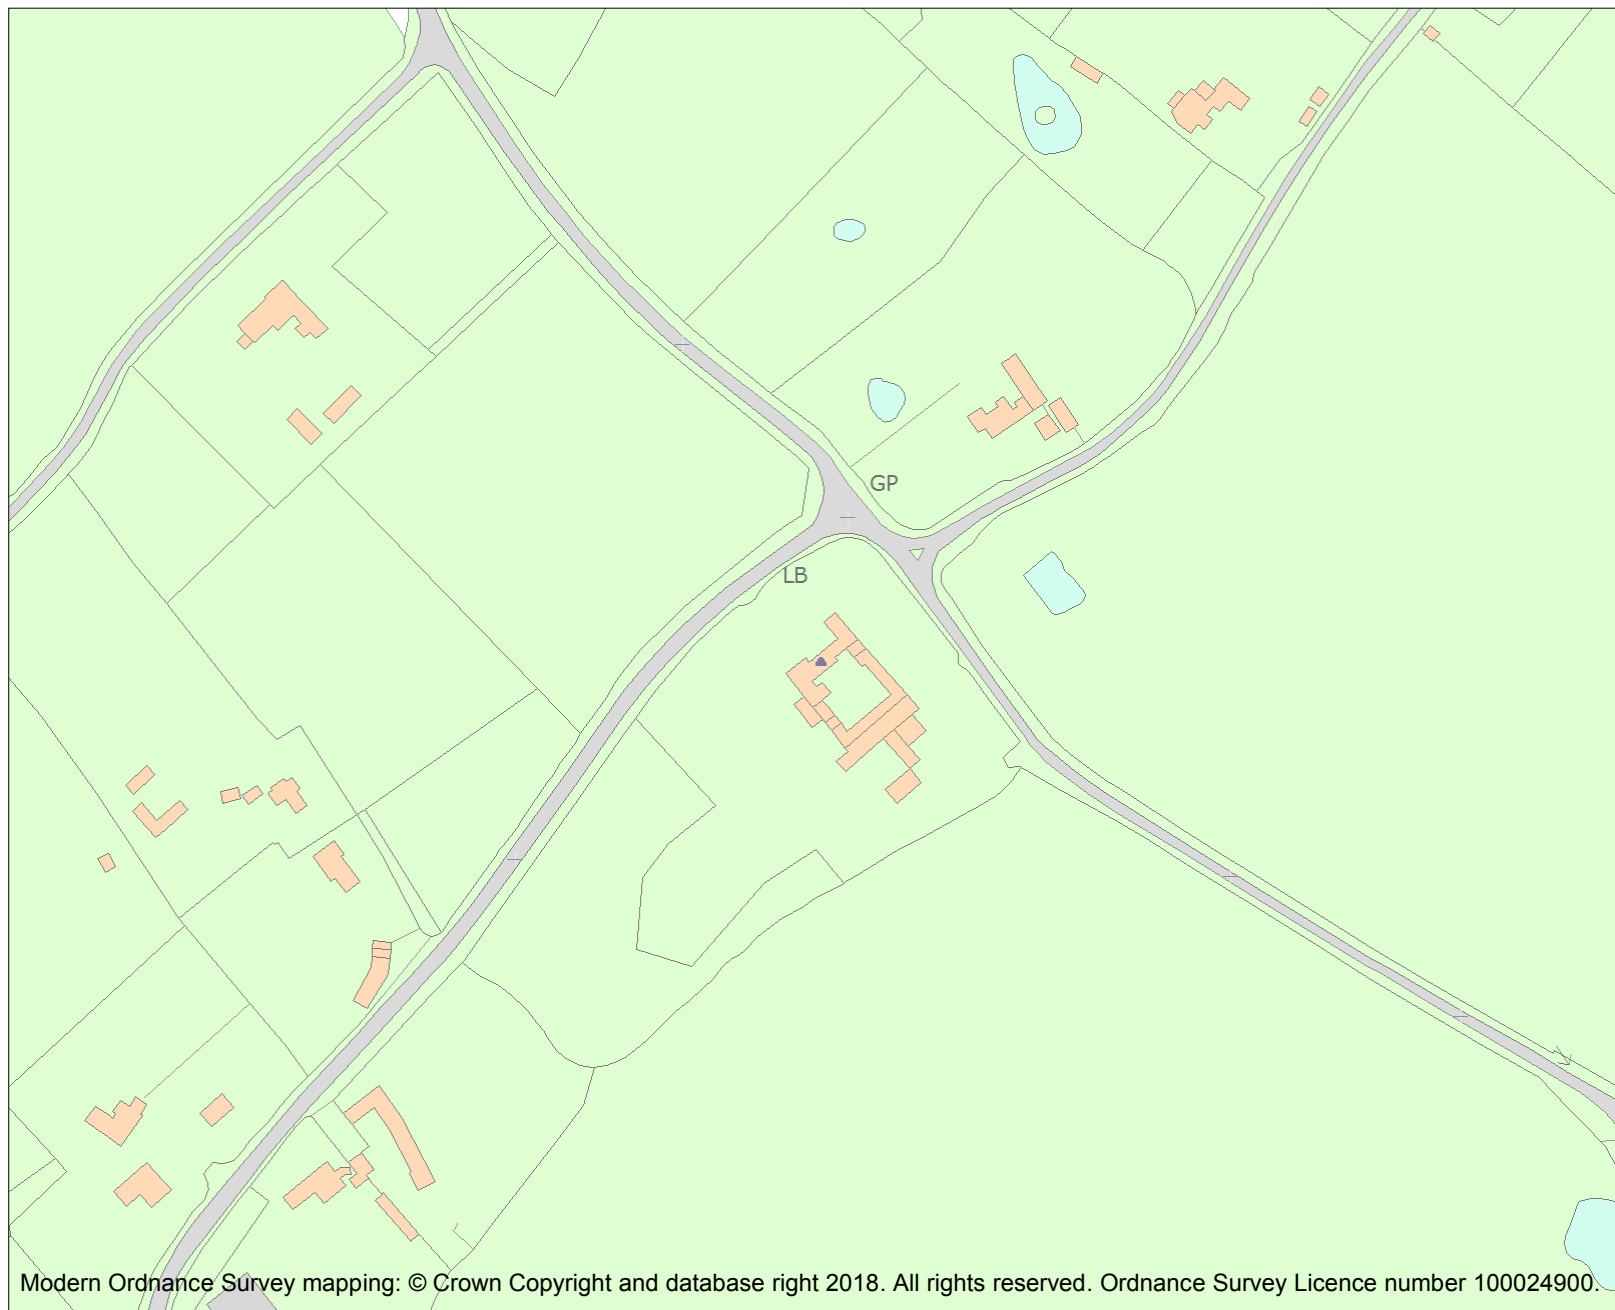 GP
LB
Modern Ordnance Survey mapping: © Crown Copyright and database right 2018. All rights reserved. Ordnance Survey Licence number 100024900.